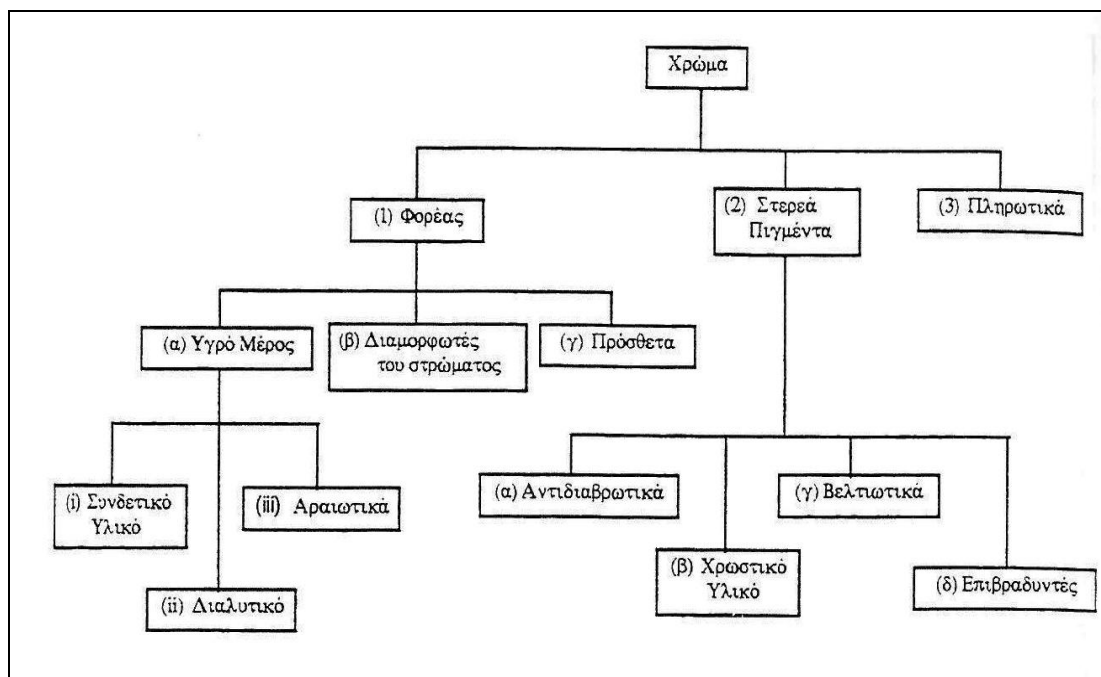 Χρώμα
(1) Φορέας
(2) Στερεά
Πιγμέντα
(3) Πληρωτικά
(α) Υγρό Μέρος
(β) Διαμορφωτές
του στρώματος
(γ) Πρόσθετα
(i) Συνδετικό
Υλικό
(iii) Αραιωτικά
(ii) Διαλυτικό
(α) Αντιδιαβρωτικά
(γ) Βελτιωτικά
(β) Χρωστικό
Υλικό
(δ) Επιβραδυντές